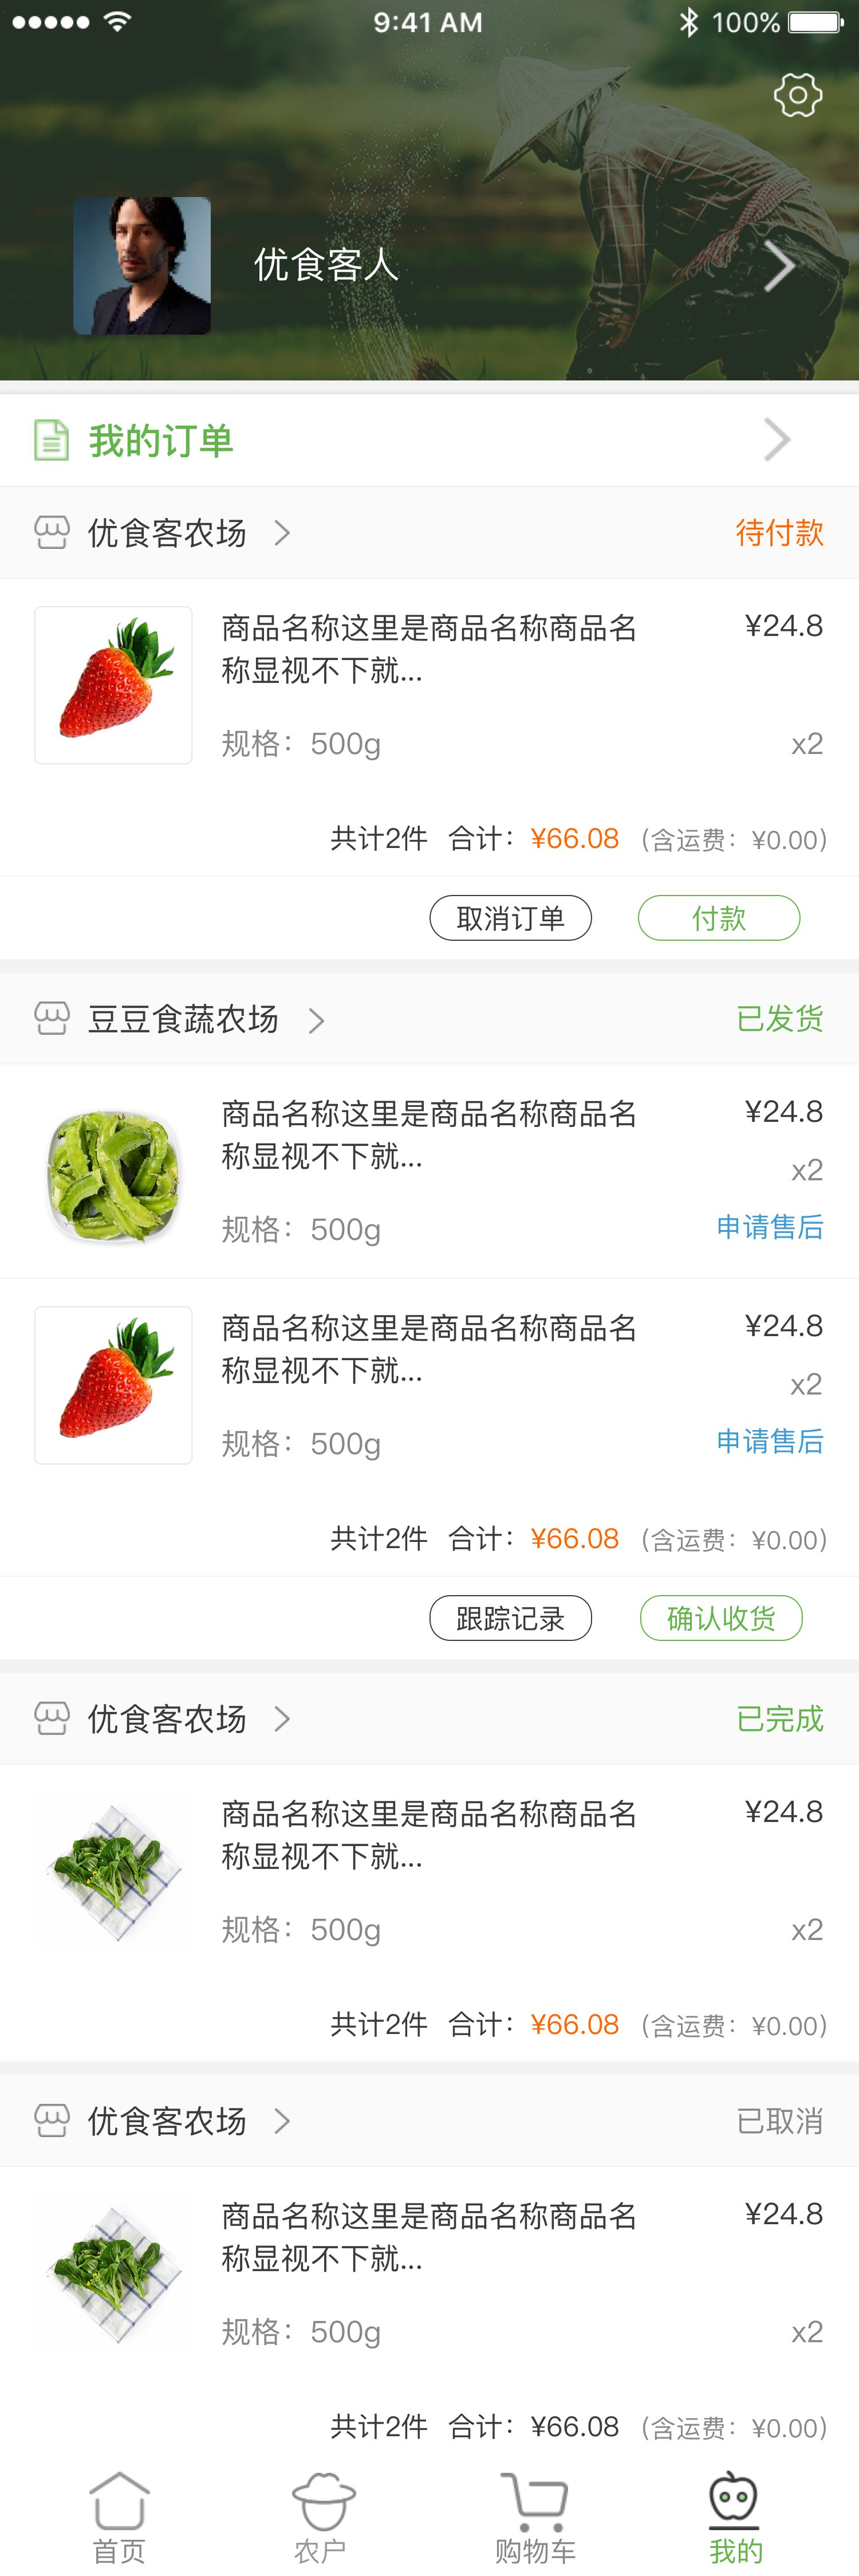 9:41 AM
100%
优食客人
我的订单
优食客农场
待付款
商品名称这里是商品名称商品名
称显视不下就...
¥24.8
规格：500g
x2
共计2件 合计：¥66.08（含运费：¥0.00）
取消订单
付款
豆豆食蔬农场
已发货
商品名称这里是商品名称商品名
称显视不下就...
¥24.8
x2
规格：500g
申请售后
商品名称这里是商品名称商品名
称显视不下就...
¥24.8
x2
规格：500g
申请售后
共计2件 合计：¥66.08（含运费：¥0.00）
跟踪记录
确认收货
优食客农场
已完成
商品名称这里是商品名称商品名
称显视不下就...
¥24.8
规格：500g
x2
共计2件 合计：¥66.08（含运费：¥0.00）
优食客农场
已取消
商品名称这里是商品名称商品名
称显视不下就...
¥24.8
规格：500g
x2
共计2件 合计：¥66.08（含运费：¥0.00）
首页
农户
购物车
我的